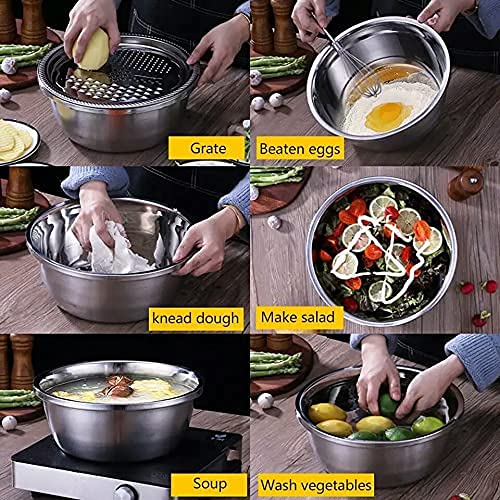 Grate
Beaten eggs
knead dough
Make salad
Soup
Wash vegetables